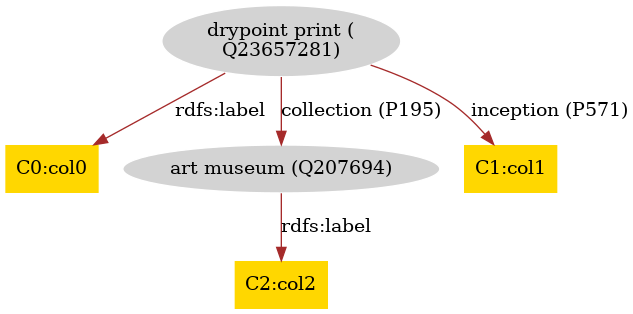 drypoint print (
Q23657281)
rdfs:label
collection (P195)
inception (P571)
C0:col0
art museum (Q207694)
C1:col1
rdfs:label
C2:col2